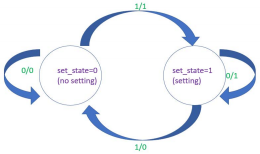 1/1
set_state=0
(no setting)
set_state=1
(setting)
0/0
0/1
1/0